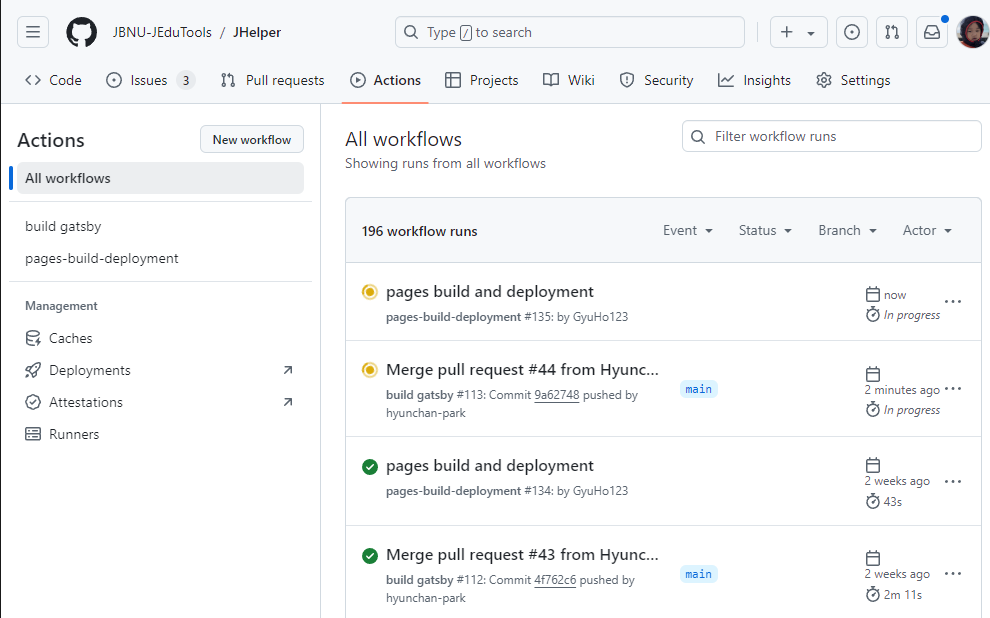 JBNU-JEduTools / JHelper
Type / to search
Code
Issues 3
Pull requests
Actions
Projects
Wiki
Security
Insights
Settings
Actions
New workflow
All workflows
build gatsby
pages-build-deployment
Management
Caches
Deployments
Attestations
Runners
All workflows
Showing runs from all workflows
Filter workflow runs
196 workflow runs
Event
Status
Branch
Actor
pages build and deployment
pages-build-deployment #135: by GyuHo123
now
In progress
Merge pull request #44 from Hyunc...
build gatsby #113: Commit 9a62748 pushed by
hyunchan-park
main
2 minutes ago
In progress
pages build and deployment
pages-build-deployment #134: by GyuHo123
2 weeks ago
43s
Merge pull request #43 from Hyunc...
build gatsby #112: Commit 4f762c6 pushed by
hyunchan-park
main
2 weeks ago
2m 11s